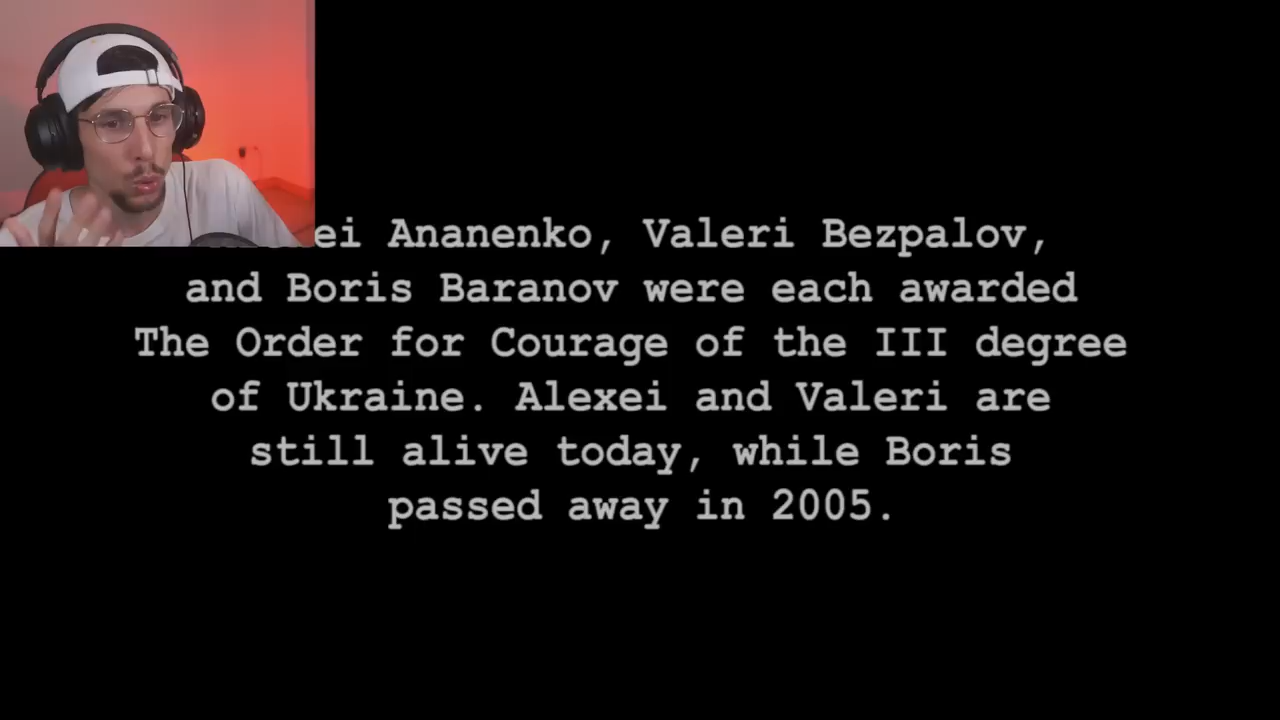 Ananenko, Valeri Bezpalov,
and Boris Baranov were each awarded
The Order for Courage of the III degree
of Ukraine. Alexei and Valeri are
still alive today, while Boris
passed away in 2005.